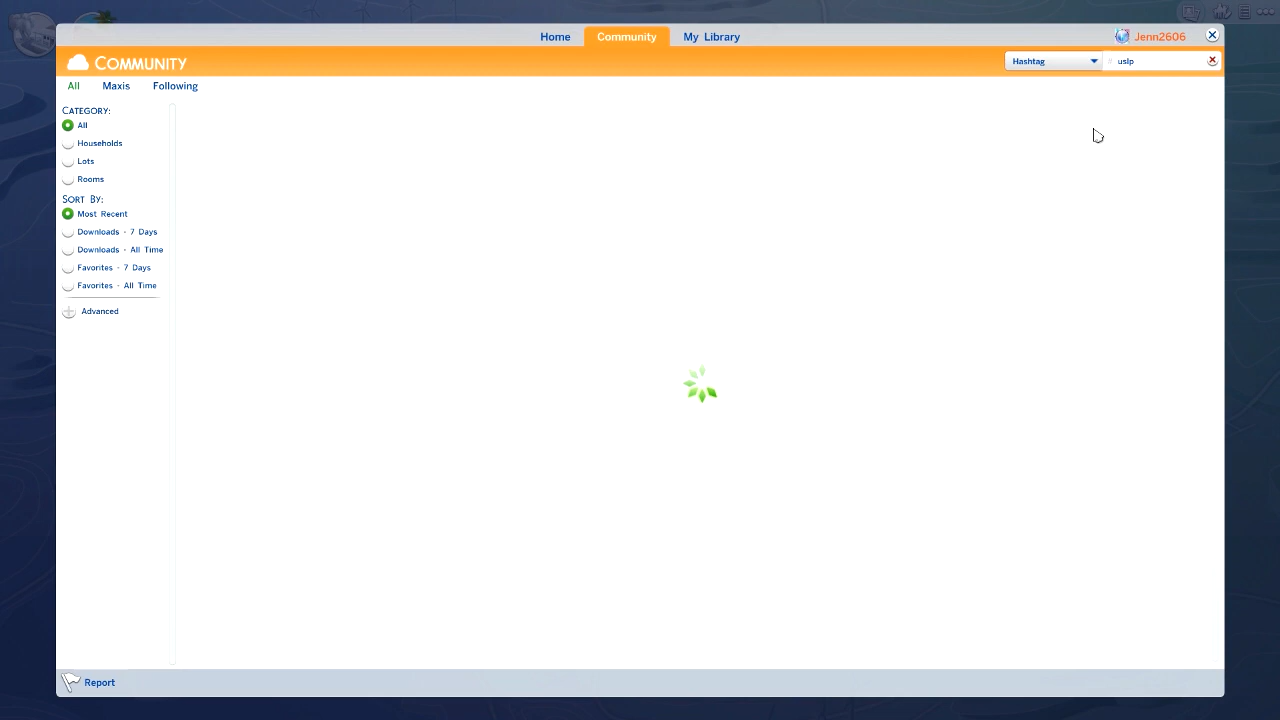 Home
Community
My Library
Jenn2606
COMMUNITY
Hashtag
# uslp
All
Maxis
Following
CATEGORY:
All
Households
Lots
Rooms
SORT BY:
Most Recent
Downloads - 7 Days
Downloads - All Time
Favorites - 7 Days
Favorites - All Time
Advanced
Report